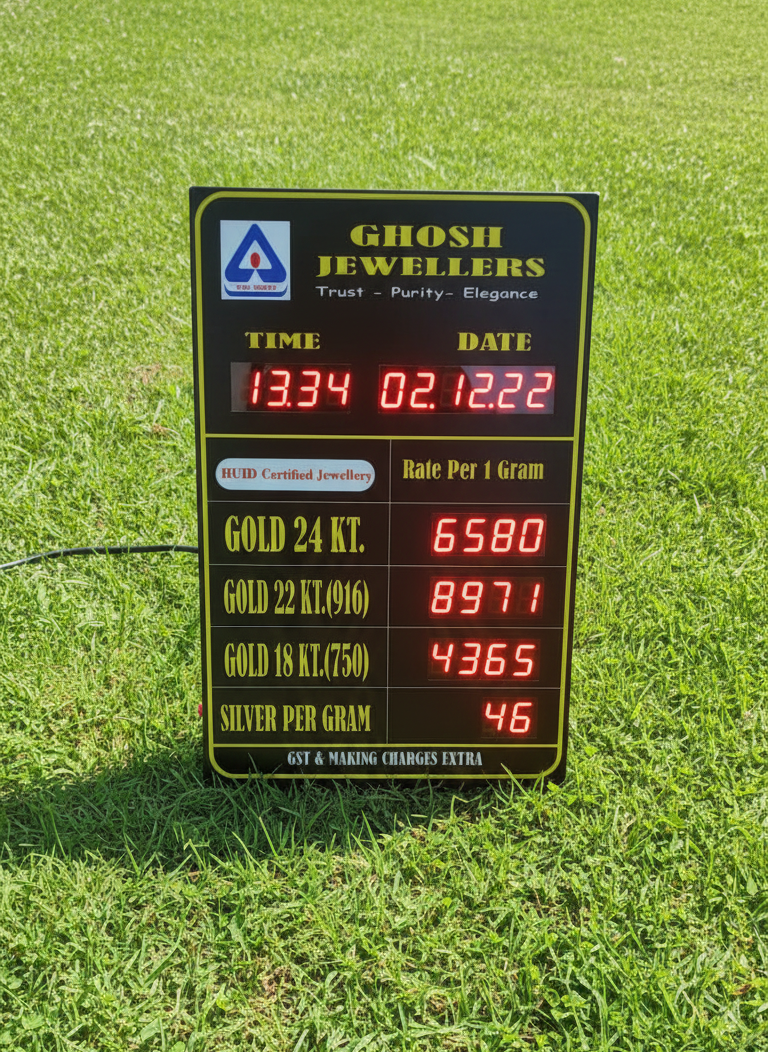 GHOSH
JEWELLERS
Trust - Purity- Elegance
TIME DATE
13.34 02.12.22
HUID Certified Jewellery Rate Per 1 Gram
GOLD 24 KT. 6580
GOLD 22 KT.(916) 8971
GOLD 18 KT.(750) 4365
SILVER PER GRAM 46
GST & MAKING CHARGES EXTRA